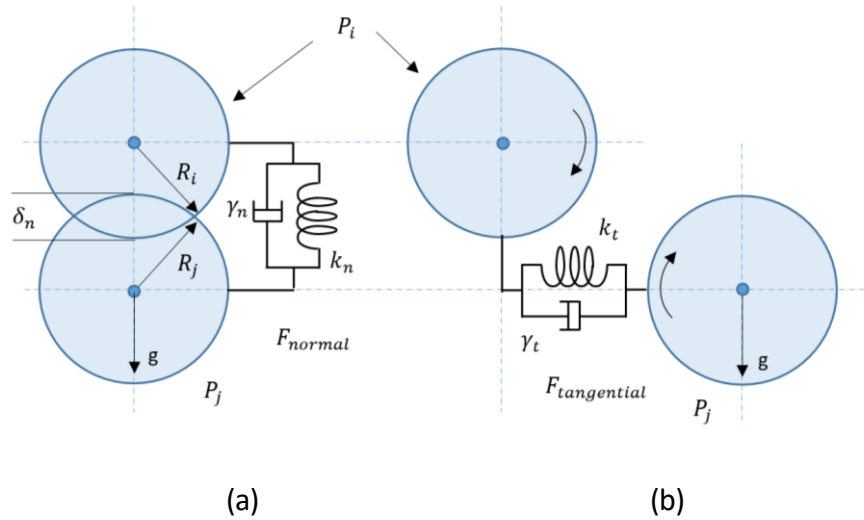 P_i
R_i
δ_n
γ_n
k_n
R_j
g
F_normal
P_j
k_t
γ_t
g
F_tangential
P_j
(a)
(b)